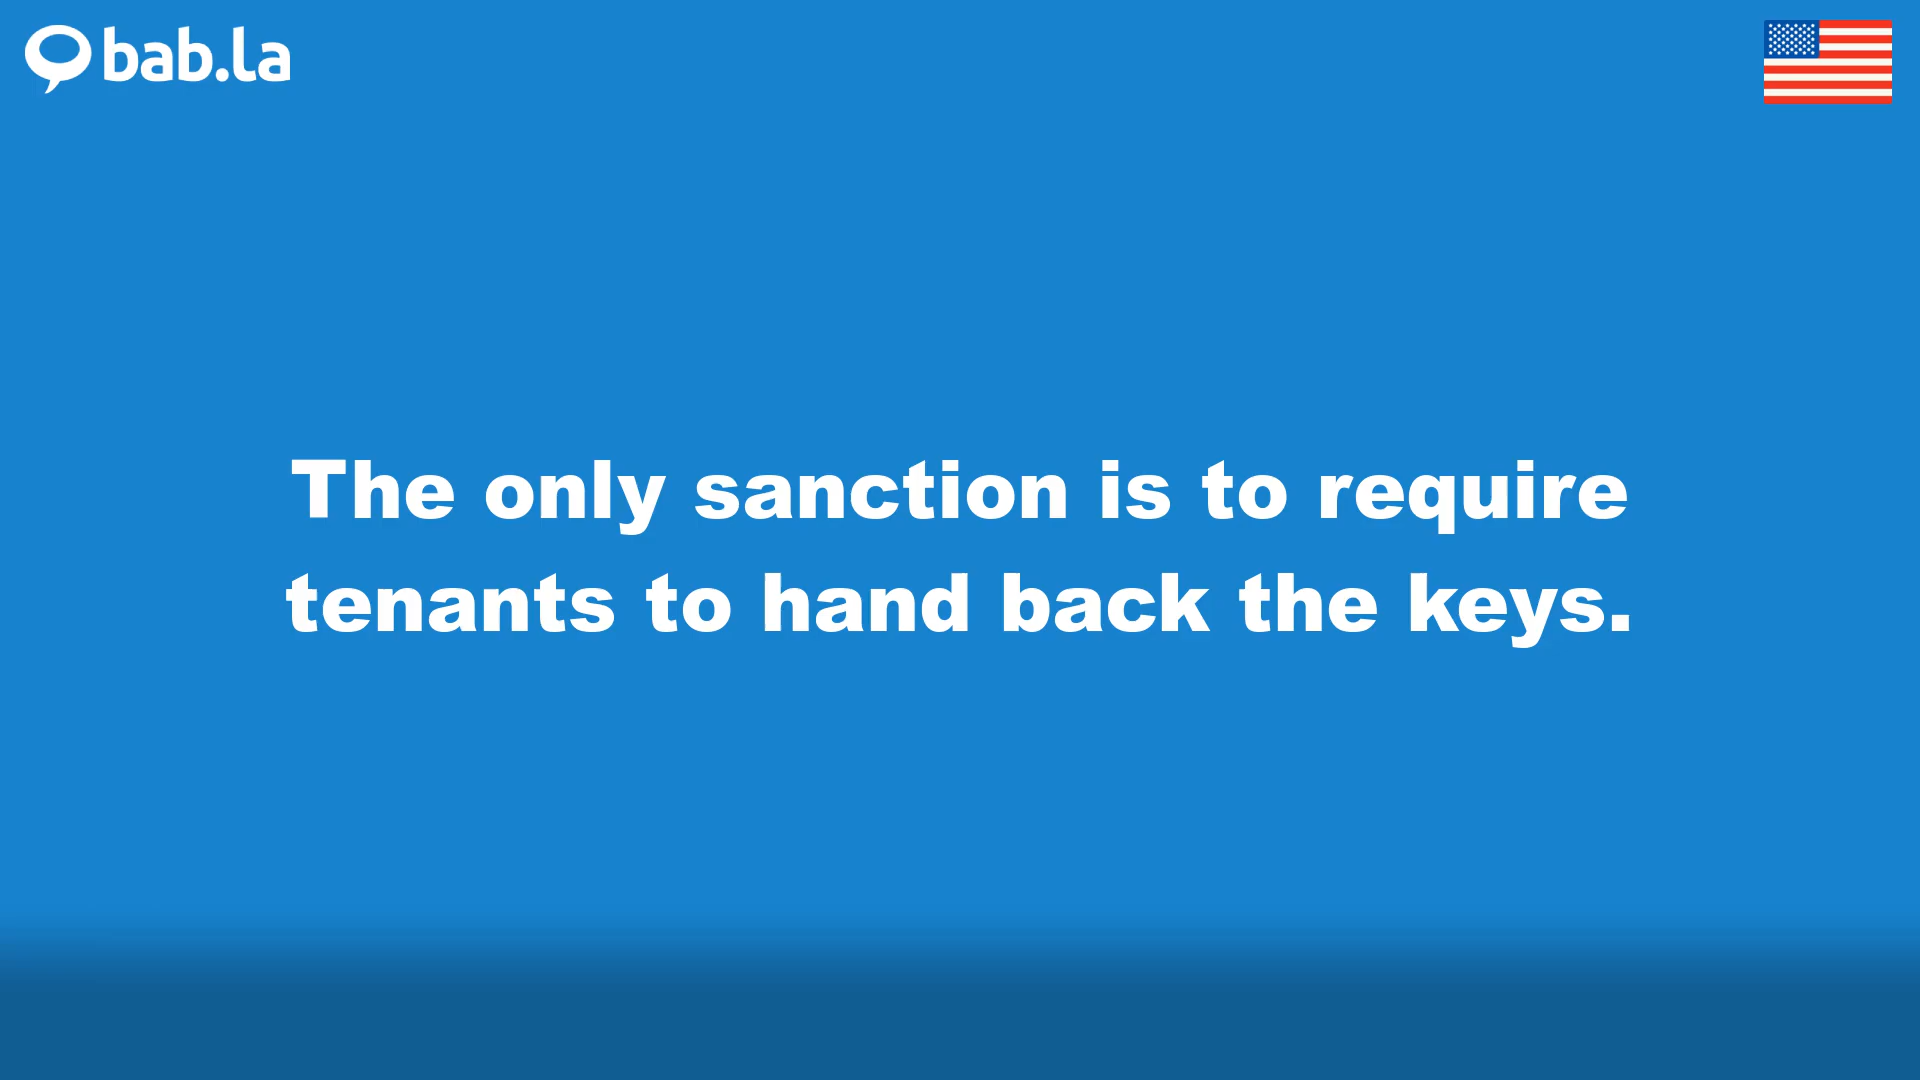 bab.la
The only sanction is to require
tenants to hand back the keys.